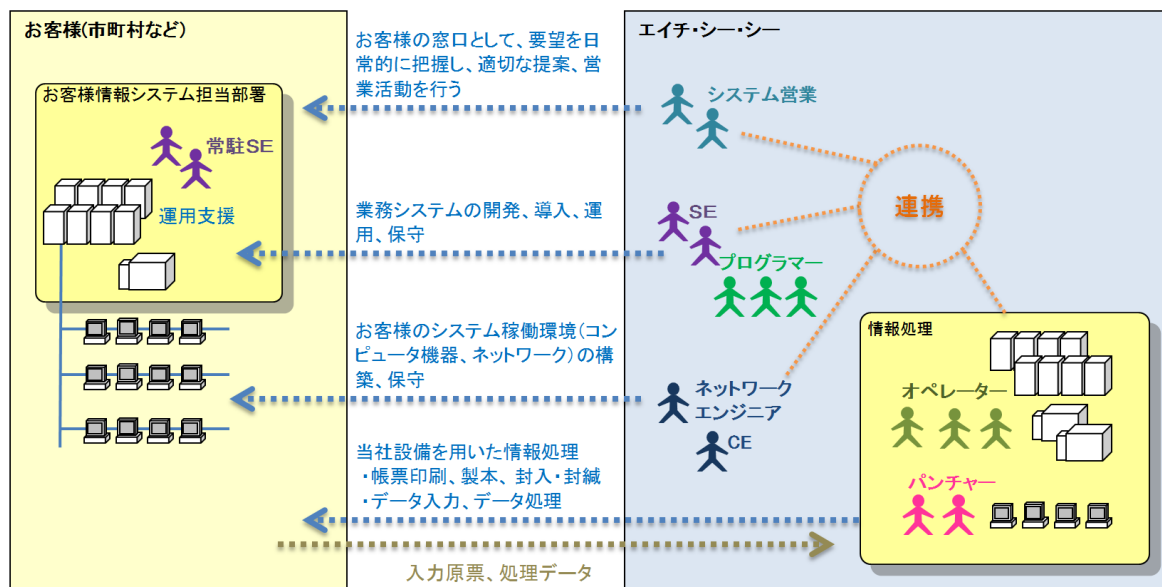 お客様(市町村など)
お客様情報システム担当部署
常駐SE
運用支援
お客様の窓口として、要望を日
常的に把握し、適切な提案、営
業活動を行う
業務システムの開発、導入、運
用、保守
お客様のシステム稼働環境(コン
ピュータ機器、ネットワーク)の構
築、保守
当社設備を用いた情報処理
・帳票印刷、製本、封入・封緘
・データ入力、データ処理
入力原票、処理データ
エイチ・シー・シー
システム営業
SE
プログラマー
連携
ネットワーク
エンジニア
CE
情報処理
オペレーター
パンチャー